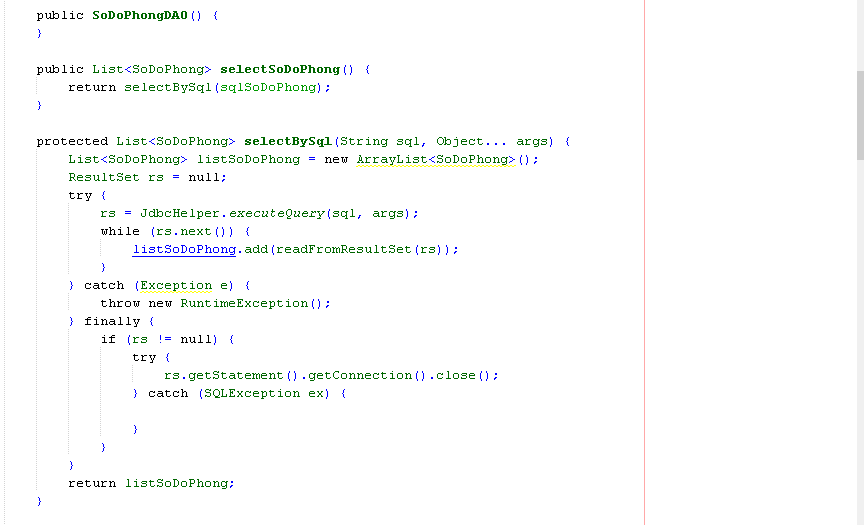 public SoDoPhongDAO() {
}
public List<SoDoPhong> selectSoDoPhong() {
return selectBySql(sqlSoDoPhong);
}
protected List<SoDoPhong> selectBySql(String sql, Object... args) {
List<SoDoPhong> listSoDoPhong = new ArrayList<SoDoPhong>();
ResultSet rs = null;
try {
rs = JdbcHelper.executeQuery(sql, args);
while (rs.next()) {
listSoDoPhong.add(readFromResultSet(rs));
}
} catch (Exception e) {
throw new RuntimeException();
} finally {
if (rs != null) {
try {
rs.getStatement().getConnection().close();
} catch (SQLException ex) {
}
}
}
return listSoDoPhong;
}